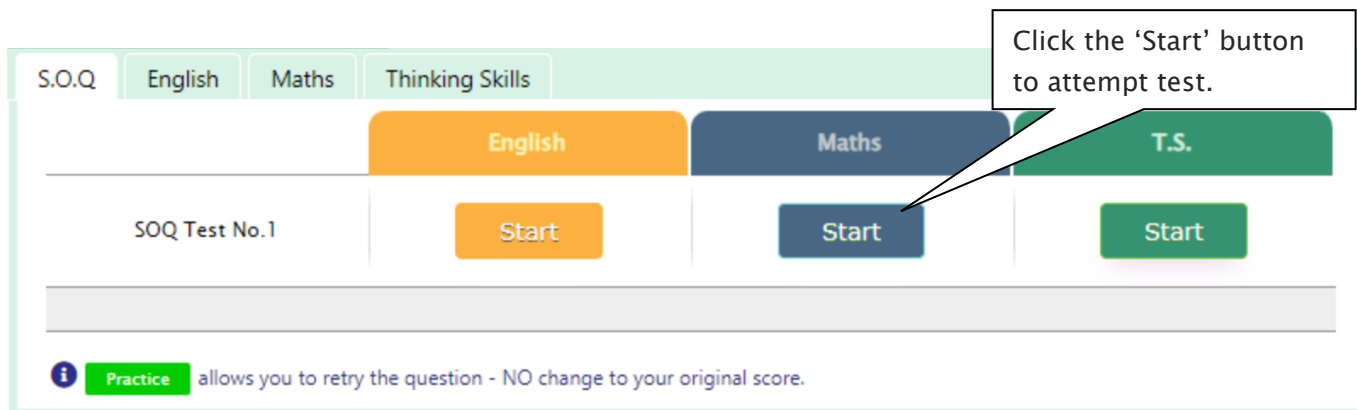 Click the ‘Start’ button
to attempt test.
S.O.Q English Maths Thinking Skills
English Maths T.S.
SOQ Test No.1 Start Start Start
Practice allows you to retry the question - NO change to your original score.